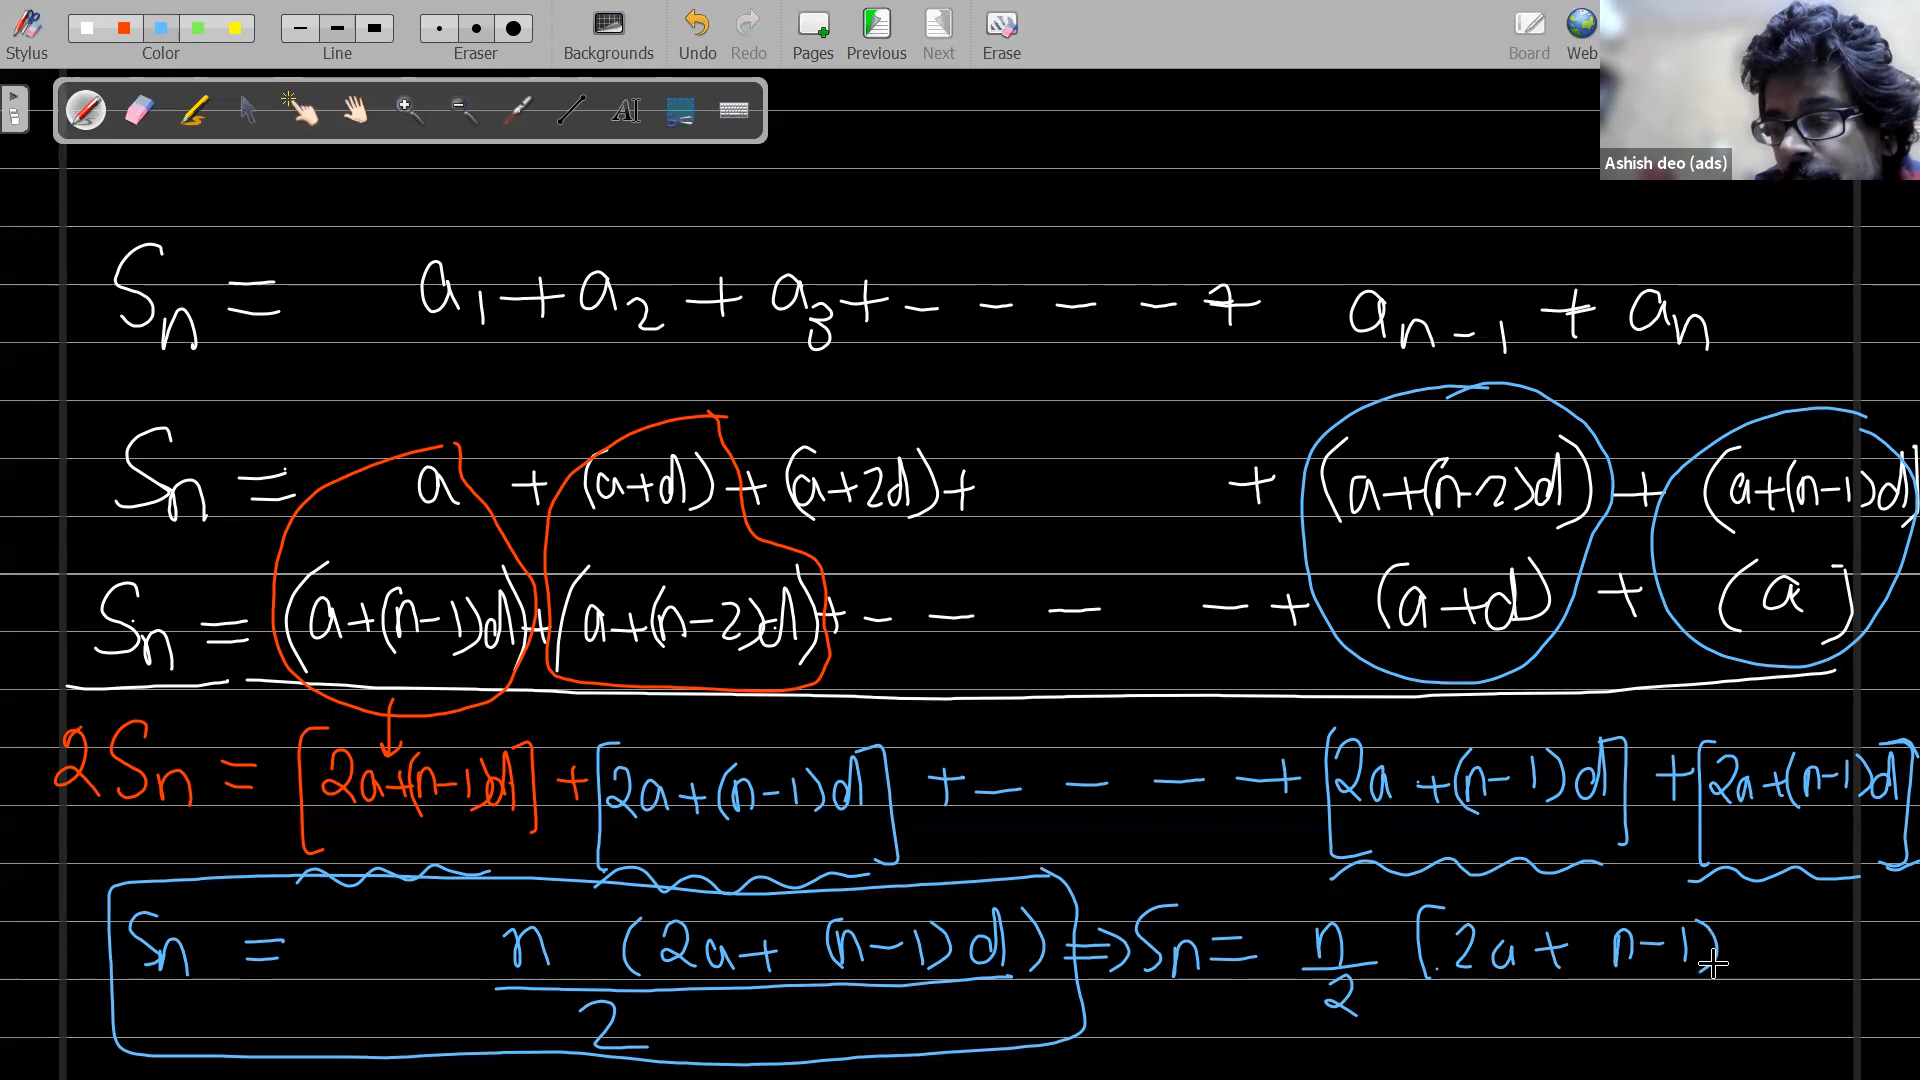 Stylus Color Line Eraser Backgrounds Undo Redo Pages Previous Next Erase Board Web
AI
Ashish deo (ads)
Sn = a1 + a2 + a3 + - - - - + an-1 + an
Sn = a + (a+d) + (a+2d) + + (a+(n-2)d) + (a+(n-1)d)
Sn = (a+(n-1)d) + (a+(n-2)d) + - - - - + (a+d) + (a)
2Sn = [2a+(n-1)d] + [2a+(n-1)d] + - - - - + [2a+(n-1)d] + [2a+(n-1)d]
Sn = n (2a+ (n-1)d) ⇒ Sn = n [2a+ n-1)
2 2